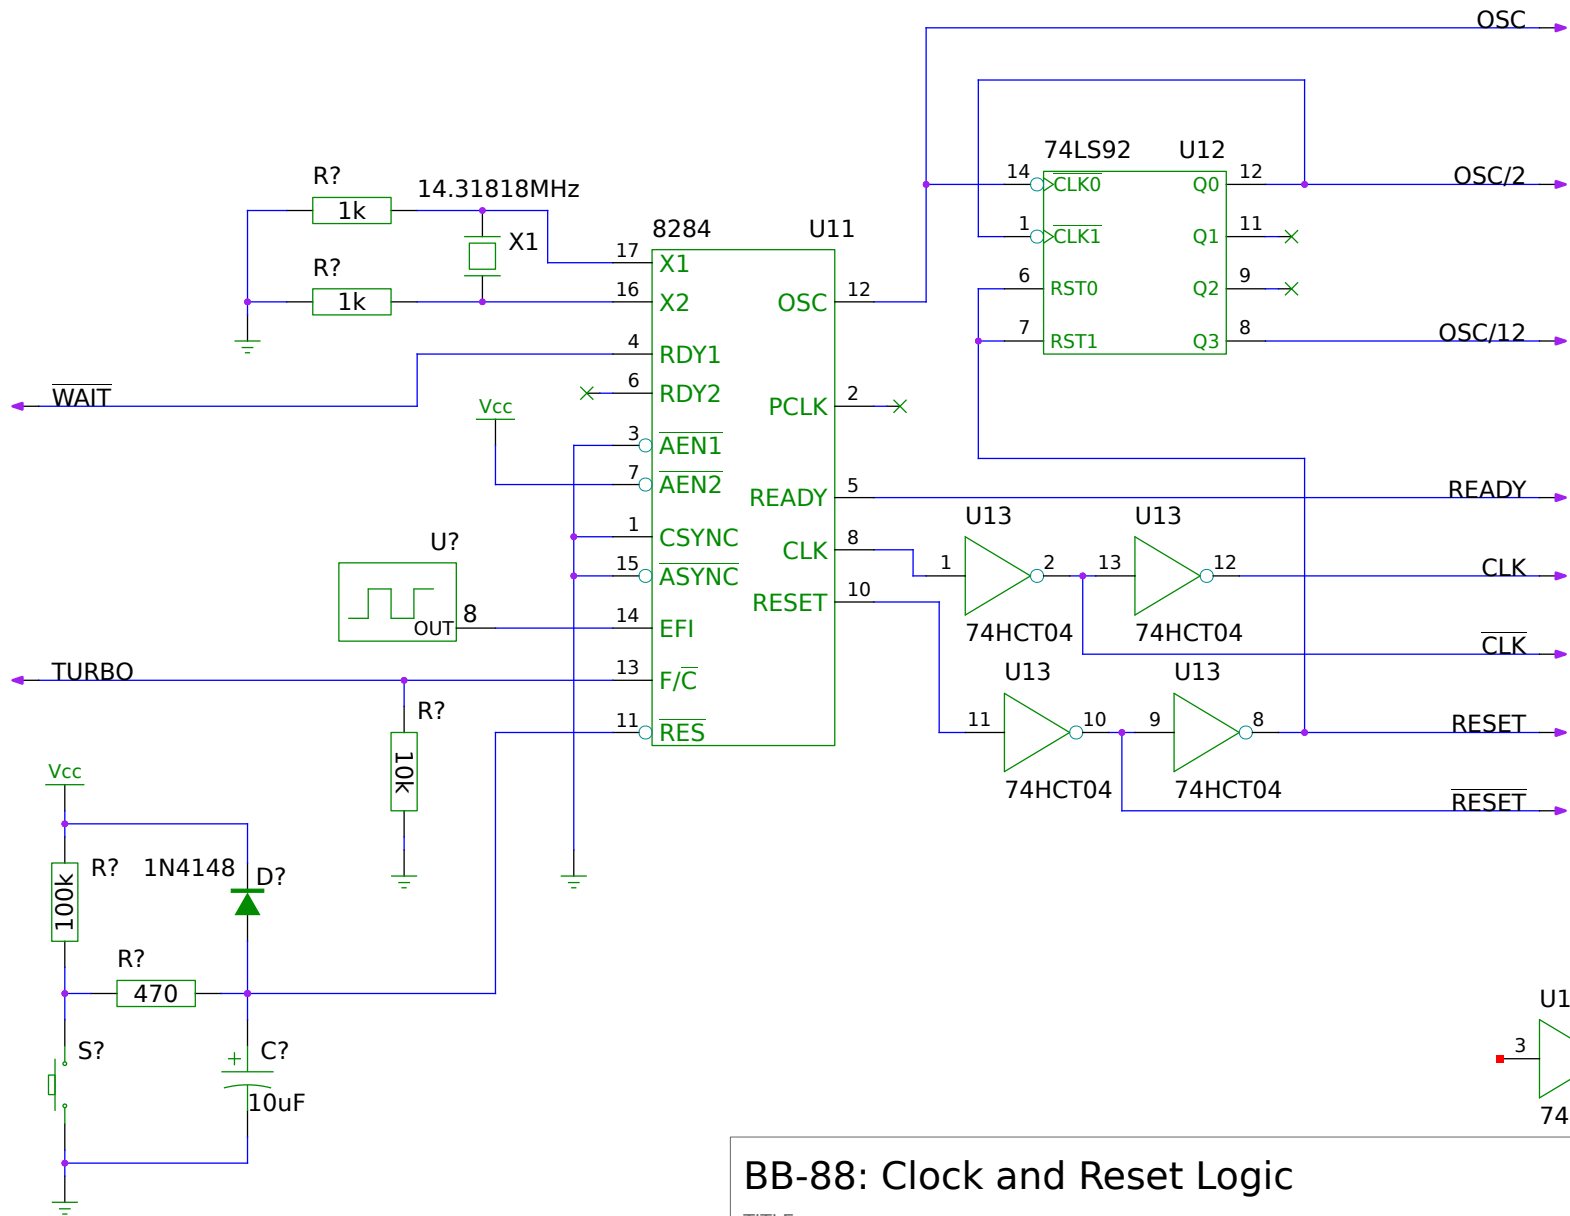 OSC
74LS92 U12
14 CLK0 Q0 12 OSC/2
1 CLK1 Q1 11
6 RST0 Q2 9
7 RST1 Q3 8 OSC/12
R?
1k
14.31818MHz
X1
R?
1k
8284 U11
17 X1
16 X2 OSC 12
4 RDY1
WAIT
6 RDY2 PCLK 2
Vcc
3 AEN1
7 AEN2 READY 5 READY
1 CSYNC CLK 8
15 ASYNC RESET 10
U?
OUT 8 14 EFI
TURBO 13 F/C
R?
10k
11 RES
U13 U13
1 2 13 12 CLK
74HCT04 74HCT04
CLK
U13 U13
11 10 9 8 RESET
74HCT04 74HCT04
RESET
Vcc
R? 1N4148 D?
100k
R?
470
S? + C?
10uF
U1
3
74
BB-88: Clock and Reset Logic